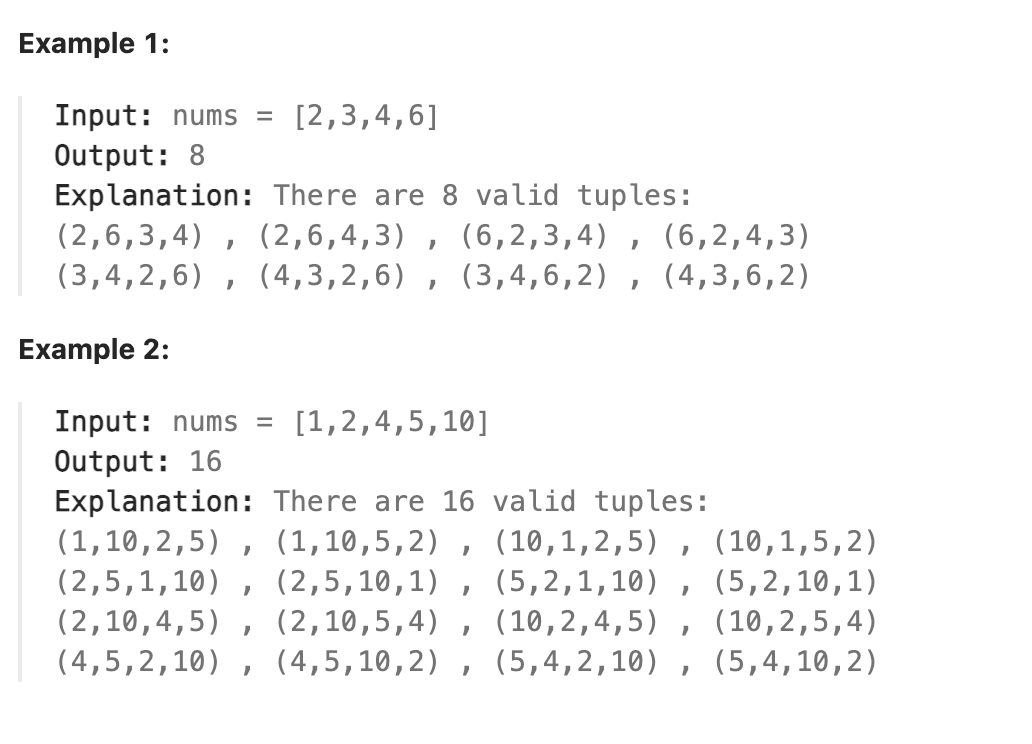 Example 1:
Input: nums = [2,3,4,6]
Output: 8
Explanation: There are 8 valid tuples:
(2,6,3,4) , (2,6,4,3) , (6,2,3,4) , (6,2,4,3)
(3,4,2,6) , (4,3,2,6) , (3,4,6,2) , (4,3,6,2)
Example 2:
Input: nums = [1,2,4,5,10]
Output: 16
Explanation: There are 16 valid tuples:
(1,10,2,5) , (1,10,5,2) , (10,1,2,5) , (10,1,5,2)
(2,5,1,10) , (2,5,10,1) , (5,2,1,10) , (5,2,10,1)
(2,10,4,5) , (2,10,5,4) , (10,2,4,5) , (10,2,5,4)
(4,5,2,10) , (4,5,10,2) , (5,4,2,10) , (5,4,10,2)